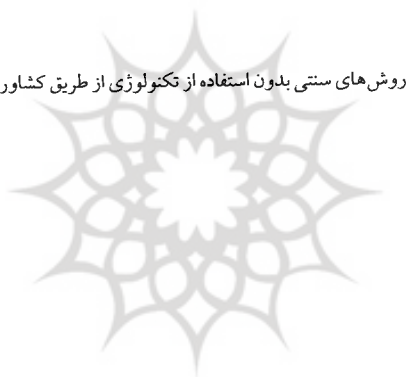 روش‌های سنتی بدون استفاده از تکنولوژی از طریق کشاور